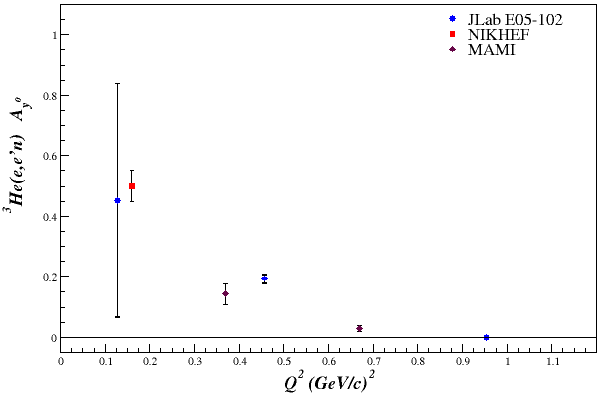 JLab E05-102
NIKHEF
MAMI
³He(e,e'n) A_y⁰
1
0.8
0.6
0.4
0.2
0
0 0.1 0.2 0.3 0.4 0.5 0.6 0.7 0.8 0.9 1 1.1
Q² (GeV/c)²